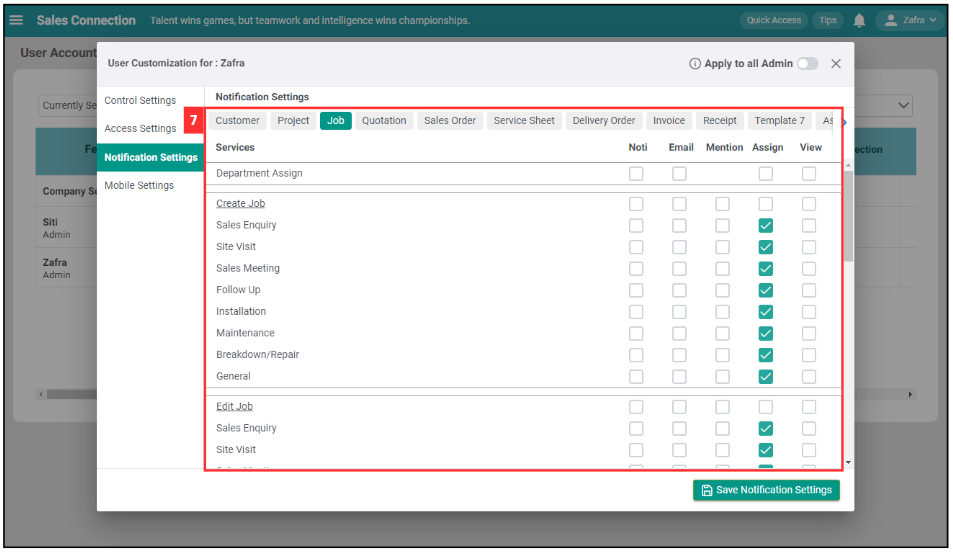 Sales Connection Talent wins games, but teamwork and intelligence wins championships. Quick Access Tips Zafra
User Account
User Customization for : Zafra Apply to all Admin
Control Settings
Access Settings
Notification Settings
Mobile Settings
Currently Se
Fe
ection
Company Se
Siti
Admin
Zafra
Admin
Notification Settings
7
Customer Project Job Quotation Sales Order Service Sheet Delivery Order Invoice Receipt Template 7 As
Services Noti Email Mention Assign View
Department Assign
Create Job
Sales Enquiry
Site Visit
Sales Meeting
Follow Up
Installation
Maintenance
Breakdown/Repair
General
Edit Job
Sales Enquiry
Site Visit
Save Notification Settings